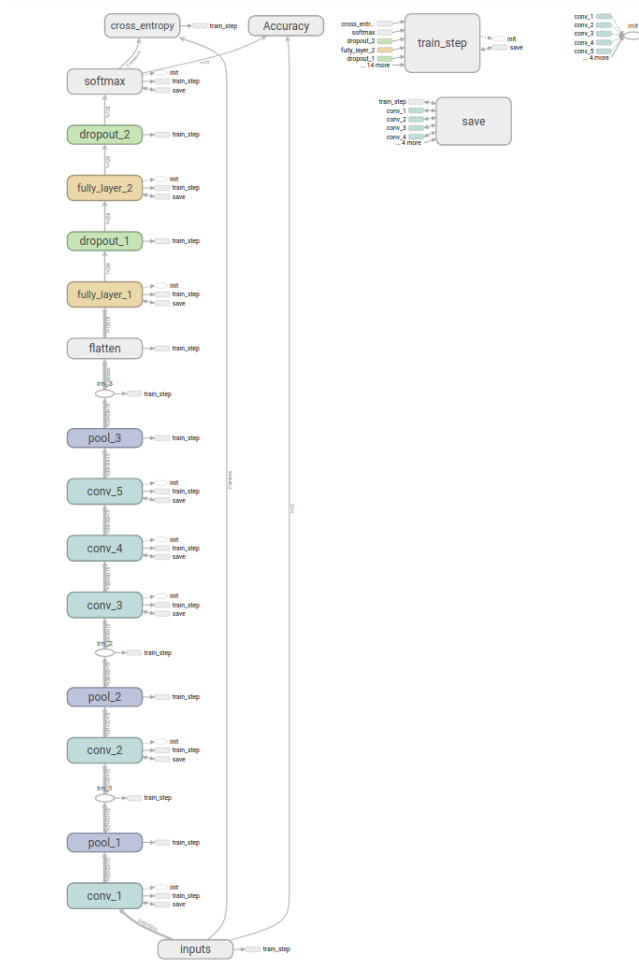 cross_entropy
train_step
Accuracy
softmax
init
train_step
save
dropout_2
train_step
fully_layer_2
init
train_step
save
dropout_1
train_step
fully_layer_1
init
train_step
save
flatten
train_step
lrn_3
train_step
pool_3
train_step
conv_5
init
train_step
save
conv_4
init
train_step
save
conv_3
init
train_step
save
lrn_2
train_step
pool_2
train_step
conv_2
init
train_step
save
train_step
pool_1
train_step
conv_1
init
train_step
save
inputs
train_step
2 tensors
cross_entr...
softmax
dropout_2
fully_layer_2
dropout_1
... 14 more
train_step
init
save
train_step
conv_1
conv_2
conv_3
conv_4
... 4 more
save
conv_1
conv_2
conv_3
conv_4
conv_5
... 4 more
init